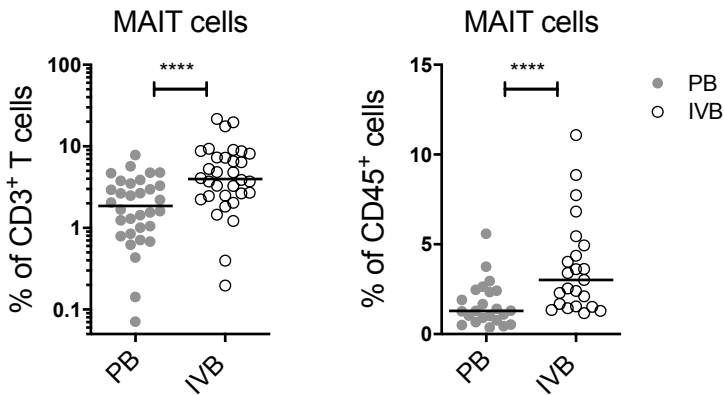 MAIT cells
****
% of CD3⁺ T cells
100
10
1
0.1
PB
IVB
MAIT cells
****
% of CD45⁺ cells
15
10
5
0
PB
IVB
PB
IVB